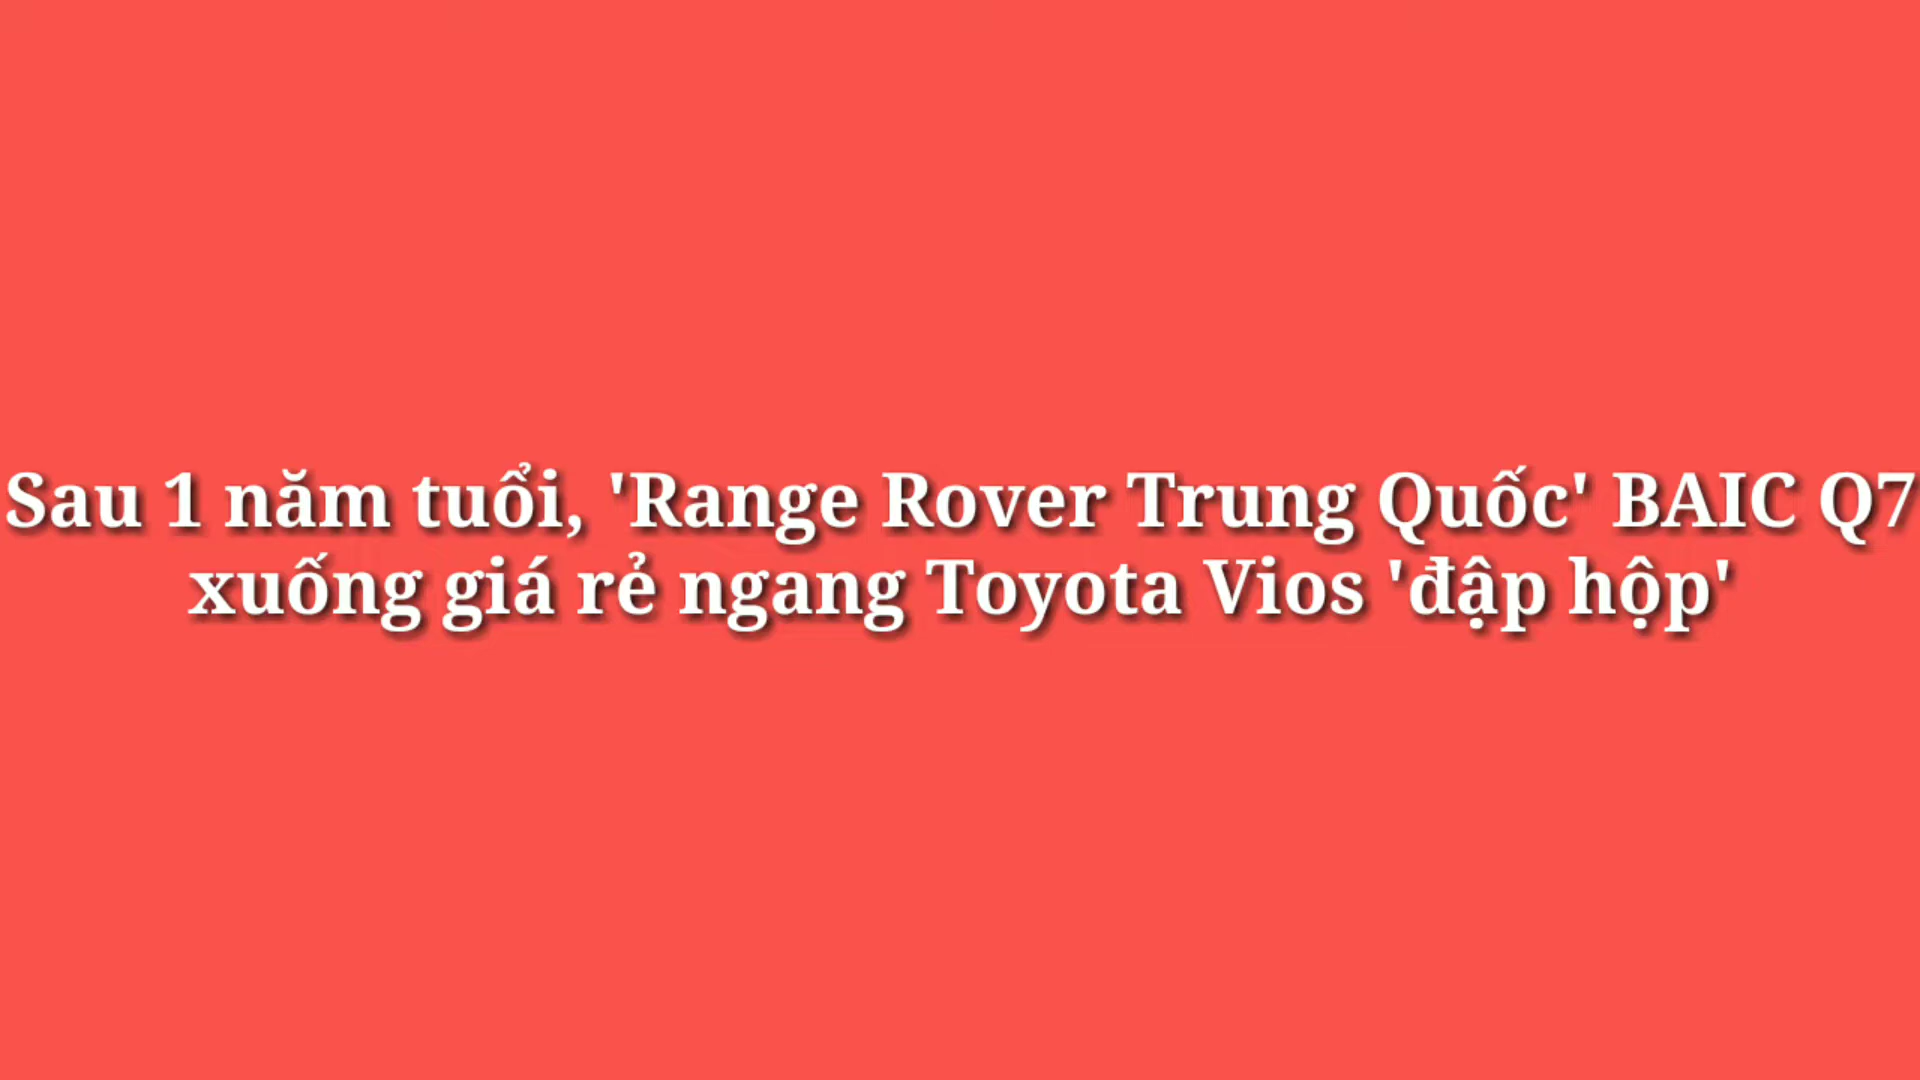 Sau 1 năm tuổi, 'Range Rover Trung Quốc' BAIC Q7
xuống giá rẻ ngang Toyota Vios 'đập hộp'